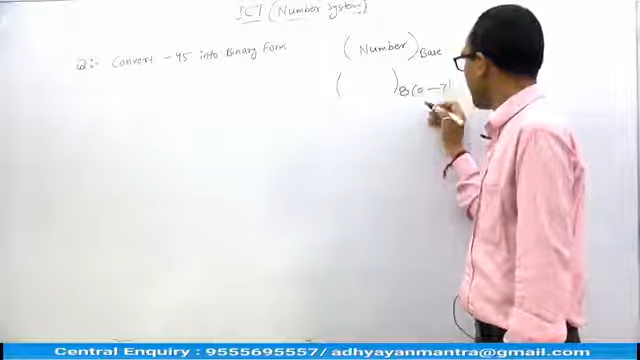 ICT (Number System)
Q:- Convert - 45 into Binary Form
(Number)Base
( )8(0-7)
Central Enquiry : 9555695557/ adhyayanmantra@gmail.com